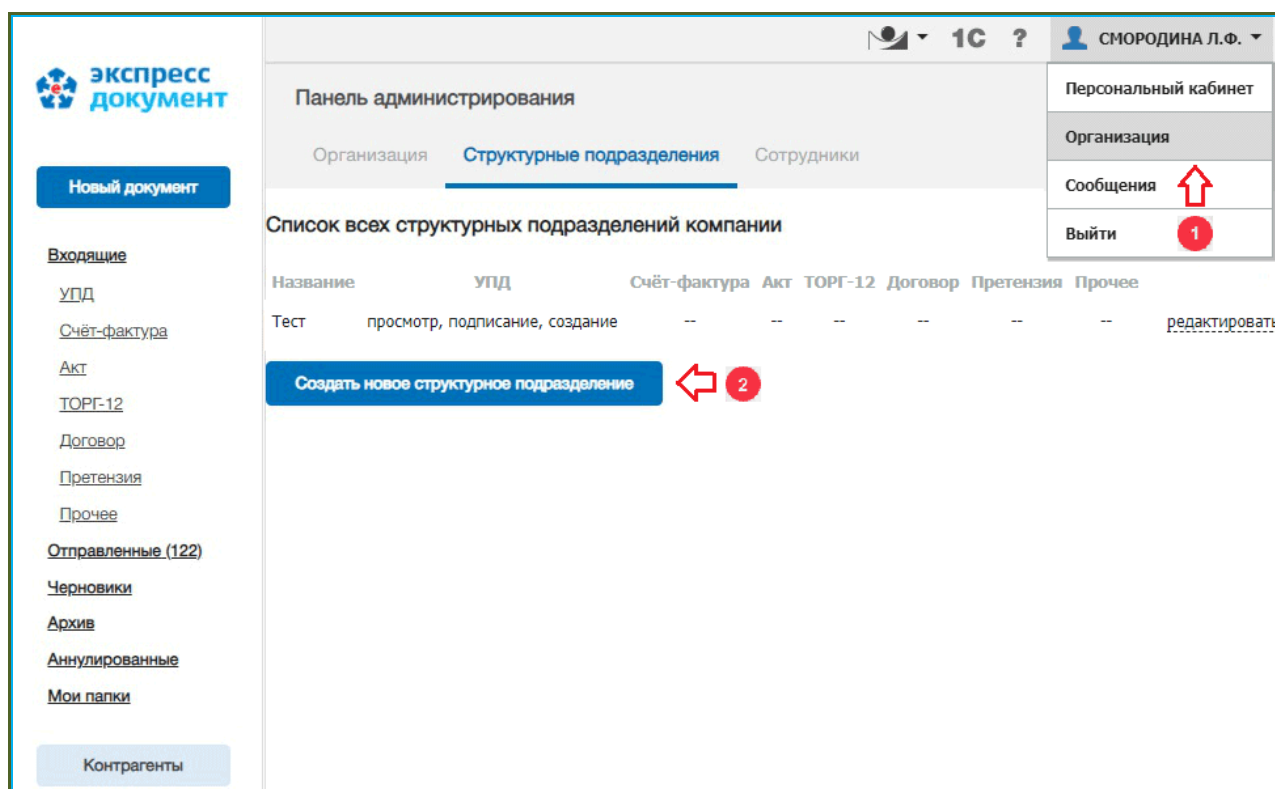 1С ? СМОРОДИНА Л.Ф.
экспресс
документ
e
Панель администрирования
Персональный кабинет
Организация
Сообщения
Выйти
1
Организация Структурные подразделения Сотрудники
Новый документ
Список всех структурных подразделений компании
Входящие
УПД
Счёт-фактура
Акт
ТОРГ-12
Договор
Претензия
Прочее
Отправленные (122)
Черновики
Архив
Аннулированные
Мои папки
Контрагенты
Название УПД Счёт-фактура Акт ТОРГ-12 Договор Претензия Прочее
Тест просмотр, подписание, создание -- -- -- -- -- -- редактировать
Создать новое структурное подразделение 2